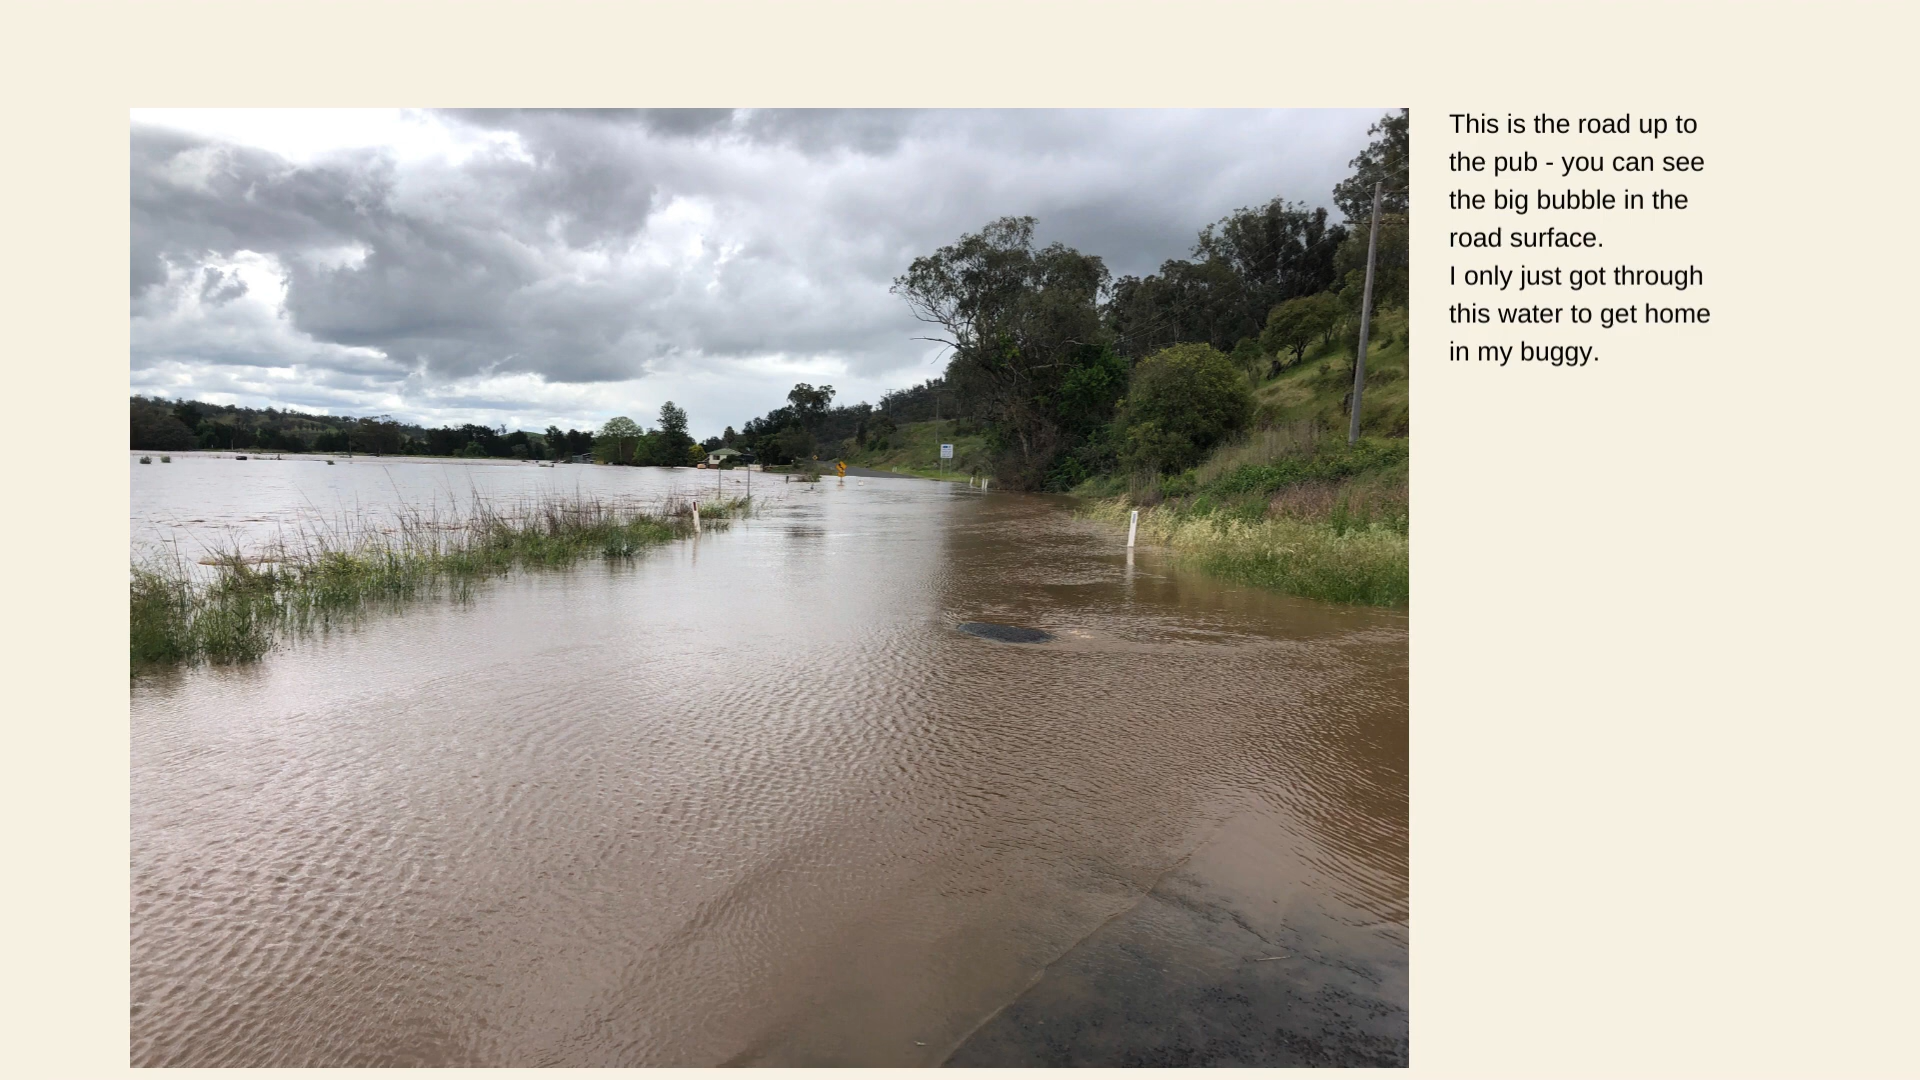 This is the road up to
the pub - you can see
the big bubble in the
road surface.
I only just got through
this water to get home
in my buggy.